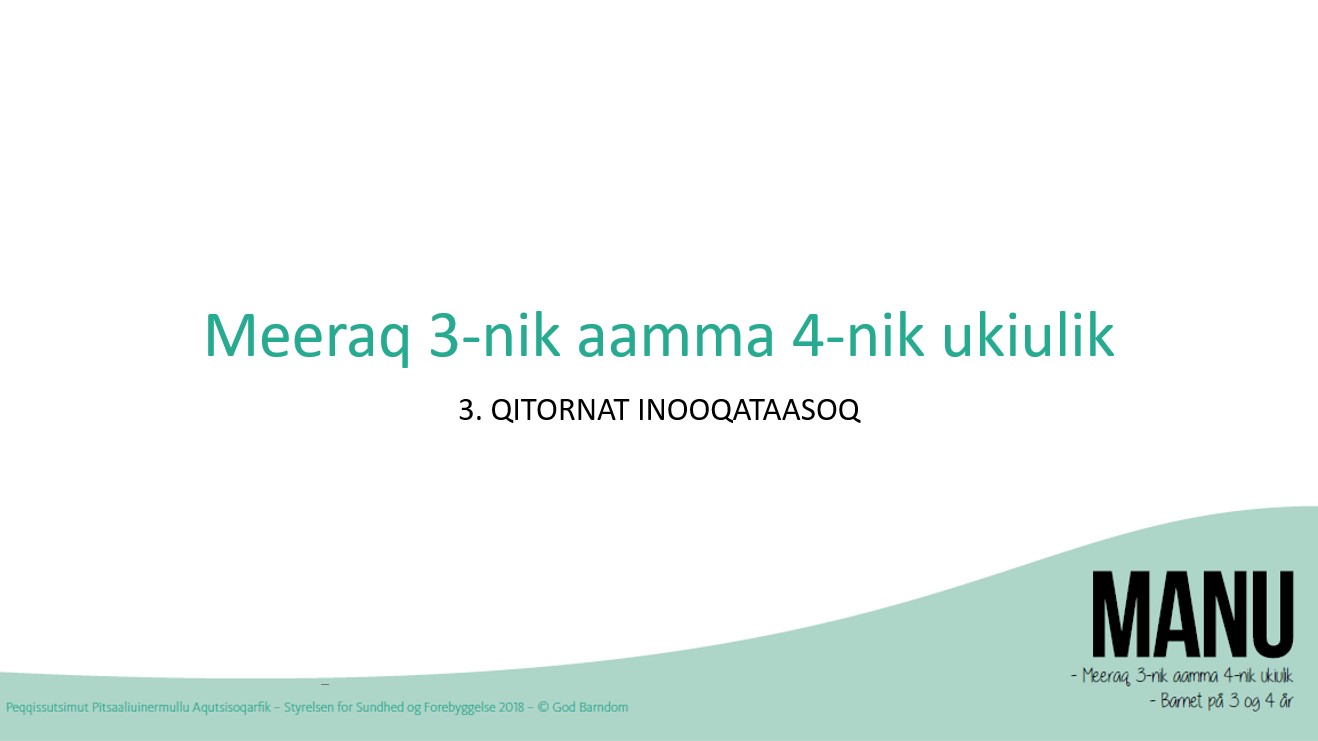 Meeraq 3-nik aamma 4-nik ukiulik
3. QITORNAT INOOQATAASOQ
MANU
- Meeraq 3-nik aamma 4-nik ukiulik
- Barnet på 3 og 4 år
Peqqissutsimut Pitsaaliuinermullu Aqutsisoqarfik – Styrelsen for Sundhed og Forebyggelse 2018 – © God Barndom